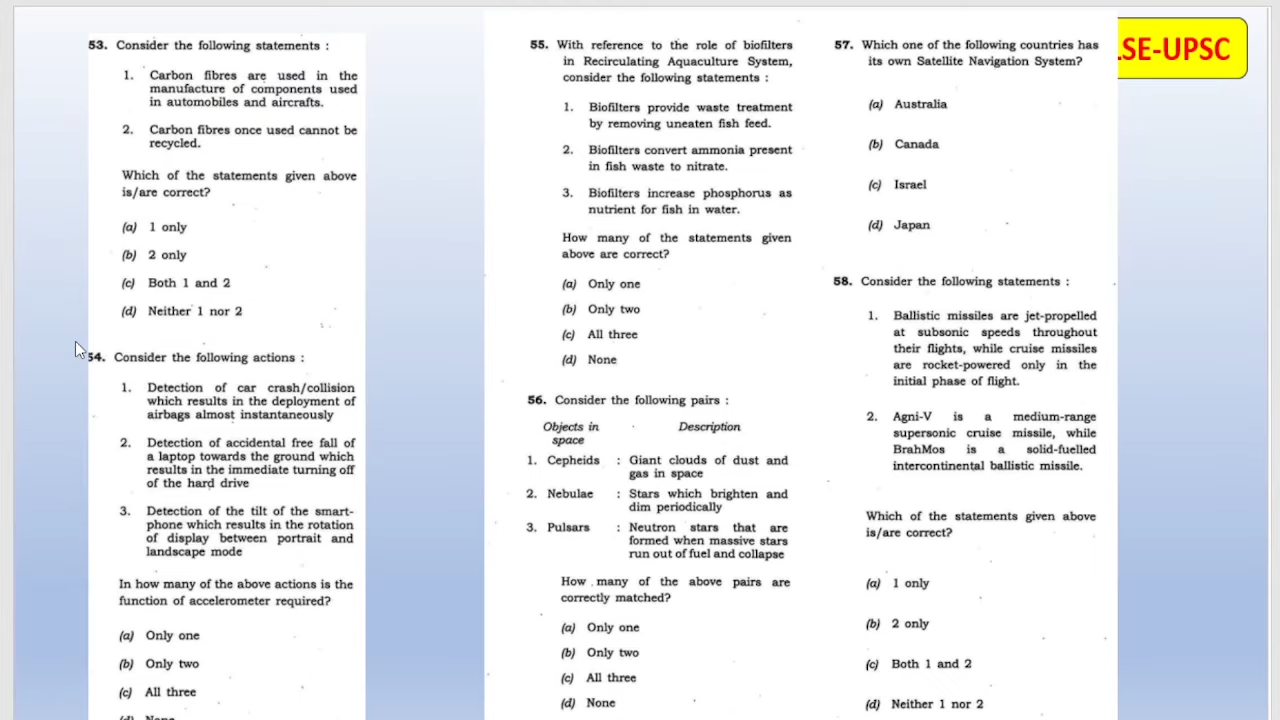 53. Consider the following statements :
1. Carbon fibres are used in the
manufacture of components used
in automobiles and aircrafts.
2. Carbon fibres once used cannot be
recycled.
Which of the statements given above
is/are correct?
(a) 1 only
(b) 2 only
(c) Both 1 and 2
(d) Neither 1 nor 2
54. Consider the following actions :
1. Detection of car crash/collision
which results in the deployment of
airbags almost instantaneously
2. Detection of accidental free fall of
a laptop towards the ground which
results in the immediate turning off
of the hard drive
3. Detection of the tilt of the smart-
phone which results in the rotation
of display between portrait and
landscape mode
In how many of the above actions is the
function of accelerometer required?
(a) Only one
(b) Only two
(c) All three
(d) None
55. With reference to the role of biofilters
in Recirculating Aquaculture System,
consider the following statements :
1. Biofilters provide waste treatment
by removing uneaten fish feed.
2. Biofilters convert ammonia present
in fish waste to nitrate.
3. Biofilters increase phosphorus as
nutrient for fish in water.
How many of the statements given
above are correct?
(a) Only one
(b) Only two
(c) All three
(d) None
56. Consider the following pairs :
Objects in space Description
1. Cepheids : Giant clouds of dust and
gas in space
2. Nebulae : Stars which brighten and
dim periodically
3. Pulsars : Neutron stars that are
formed when massive stars
run out of fuel and collapse
How many of the above pairs are
correctly matched?
(a) Only one
(b) Only two
(c) All three
(d) None
57. Which one of the following countries has
its own Satellite Navigation System?
(a) Australia
(b) Canada
(c) Israel
(d) Japan
58. Consider the following statements :
1. Ballistic missiles are jet-propelled
at subsonic speeds throughout
their flights, while cruise missiles
are rocket-powered only in the
initial phase of flight.
2. Agni-V is a medium-range
supersonic cruise missile, while
BrahMos is a solid-fuelled
intercontinental ballistic missile.
Which of the statements given above
is/are correct?
(a) 1 only
(b) 2 only
(c) Both 1 and 2
(d) Neither 1 nor 2
LSE-UPSC